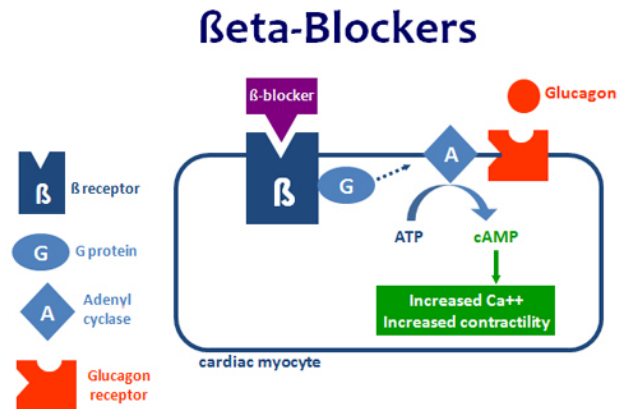 ßeta-Blockers
ß-blocker
Glucagon
A
ß
ß receptor
ß
G
ATP
cAMP
G
G protein
A
Adenyl
cyclase
Increased Ca++
Increased contractility
cardiac myocyte
Glucagon
receptor